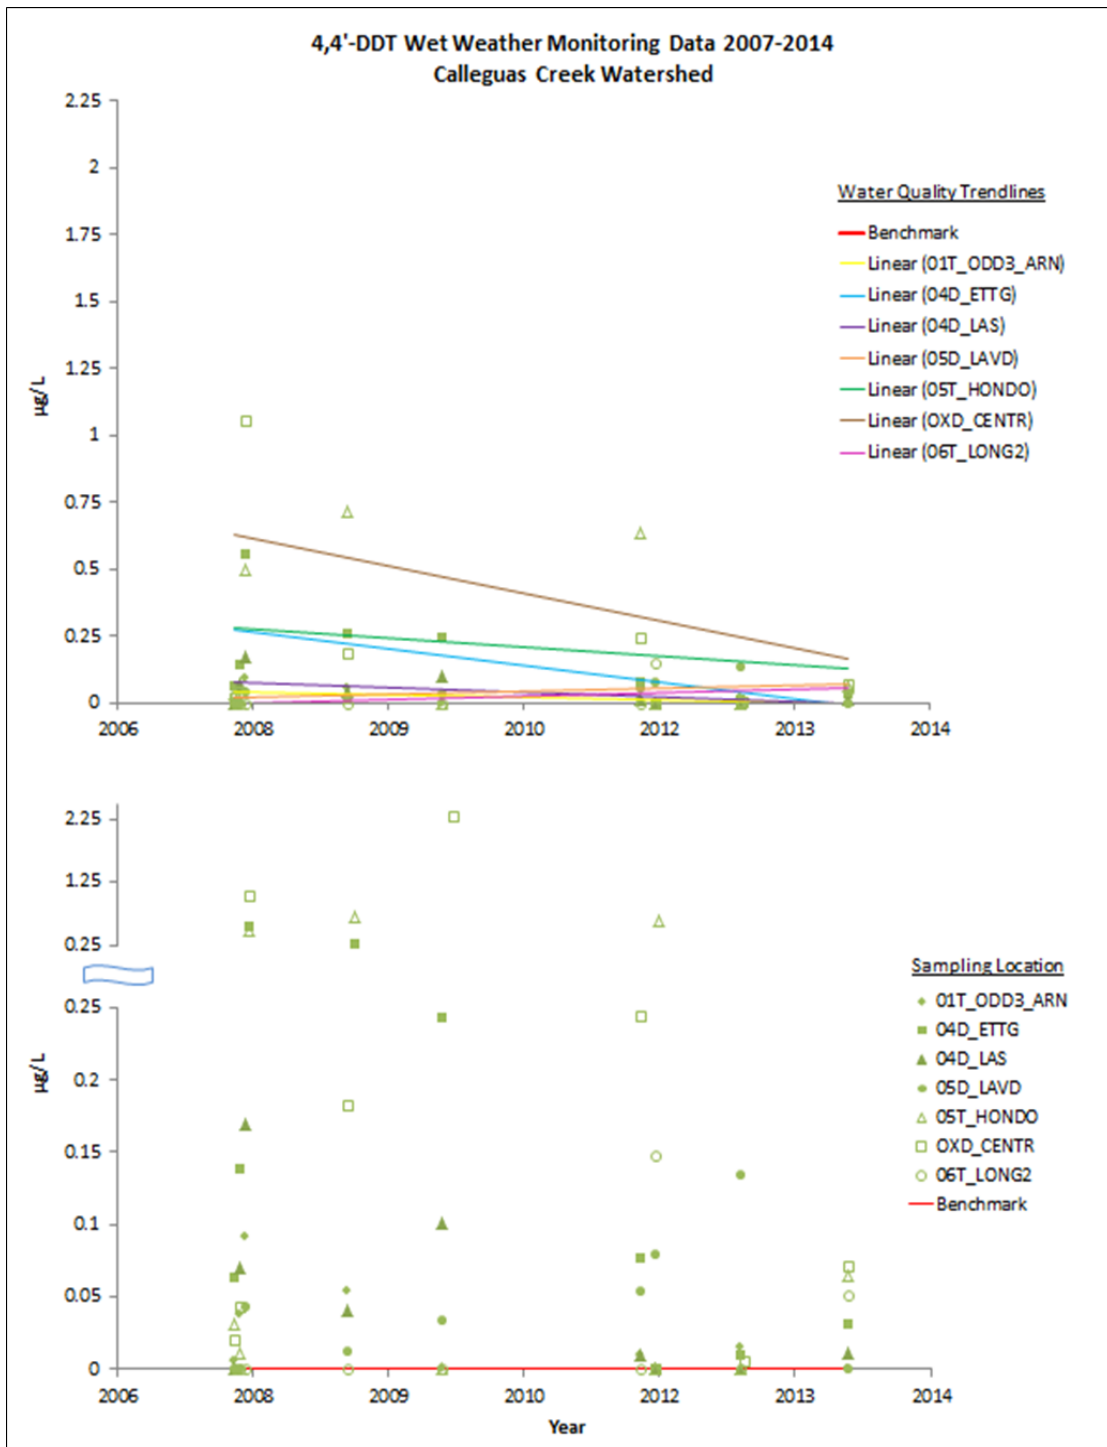 4,4'-DDT Wet Weather Monitoring Data 2007-2014
Calleguas Creek Watershed
2.25
2
1.75
1.5
1.25
1
0.75
0.5
0.25
0
µg/L
2006
2008
2009
2010
2012
2013
2014
Water Quality Trendlines
Benchmark
Linear (01T_ODD3_ARN)
Linear (04D_ETTG)
Linear (04D_LAS)
Linear (05D_LAVD)
Linear (05T_HONDO)
Linear (OXD_CENTR)
Linear (06T_LONG2)
2.25
1.25
0.25
0.25
0.2
0.15
0.1
0.05
0
µg/L
2006
2008
2009
2010
2012
2013
2014
Year
Sampling Location
01T_ODD3_ARN
04D_ETTG
04D_LAS
05D_LAVD
05T_HONDO
OXD_CENTR
06T_LONG2
Benchmark